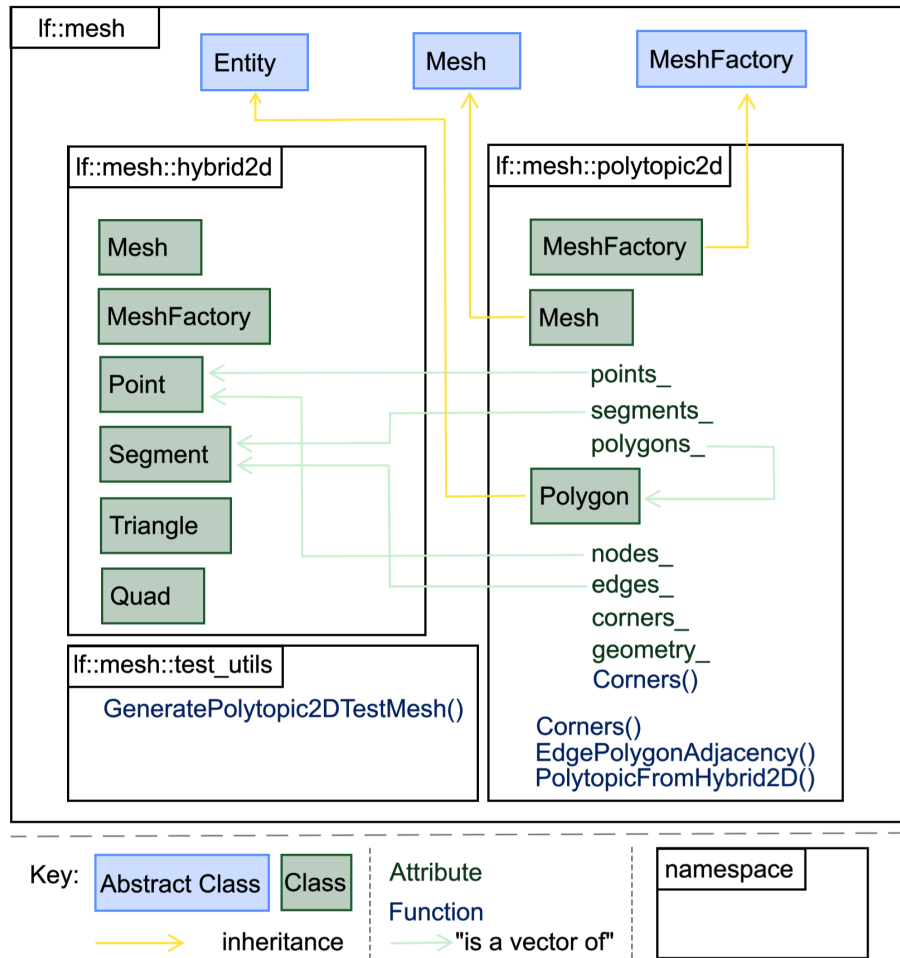 lf::mesh
Entity
Mesh
MeshFactory
lf::mesh::hybrid2d
Mesh
MeshFactory
Point
Segment
Triangle
Quad
lf::mesh::polytopic2d
MeshFactory
Mesh
points_
segments_
polygons_
Polygon
nodes_
edges_
corners_
geometry_
Corners()
Corners()
EdgePolygonAdjacency()
PolytopicFromHybrid2D()
lf::mesh::test_utils
GeneratePolytopic2DTestMesh()
Key:
Abstract Class
Class
inheritance
Attribute
Function
"is a vector of"
namespace